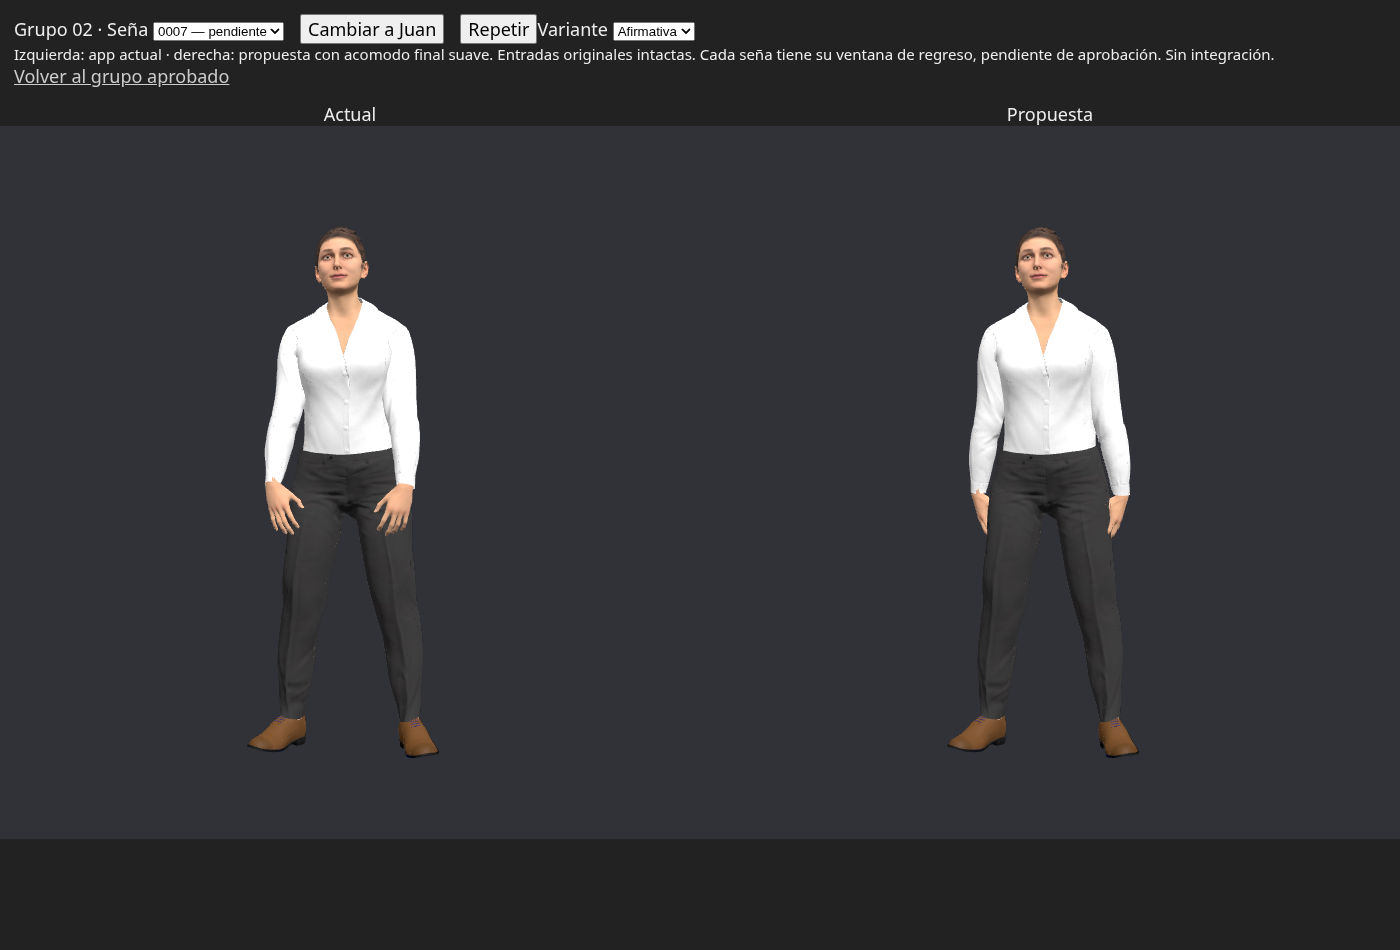 Grupo 02 · Seña 0007 — pendiente Cambiar a Juan Repetir Variante Afirmativa
Izquierda: app actual · derecha: propuesta con acomodo final suave. Entradas originales intactas. Cada seña tiene su ventana de regreso, pendiente de aprobación. Sin integración.
Volver al grupo aprobado
Actual Propuesta